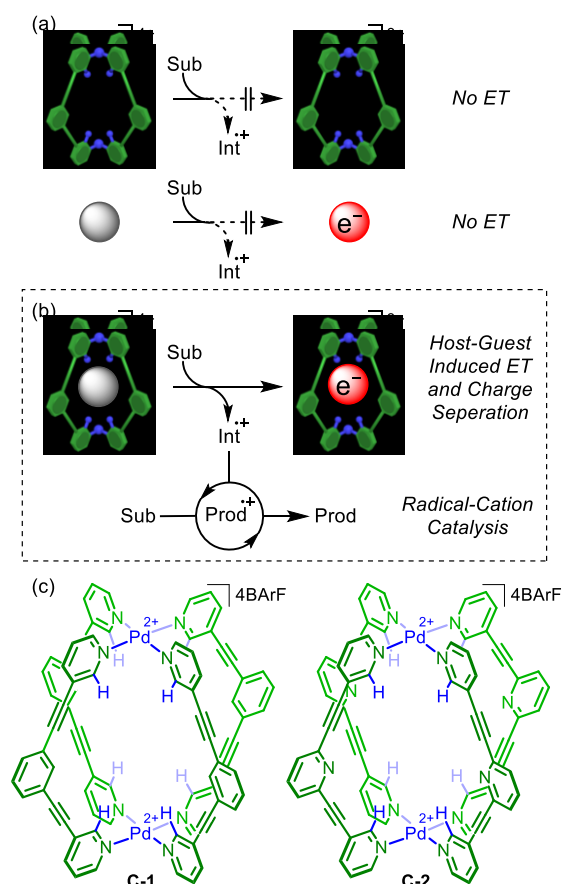 (a)
Sub
Int•+
No ET
Sub
e−
Int•+
No ET
(b)
Sub
e−
Int•+
Host-Guest
Induced ET
and Charge
Seperation
Sub
Prod•+
Prod
Radical-Cation
Catalysis
(c)
4BArF
4BArF
N
2+
N
N
2+
N
Pd
Pd
N
H
N
N
H
N
H
H
H
H
N
N
N
N
H
H
N
N
H
2+
H
N
H
2+
H
N
N
Pd
N
N
Pd
N
C-1
C-2